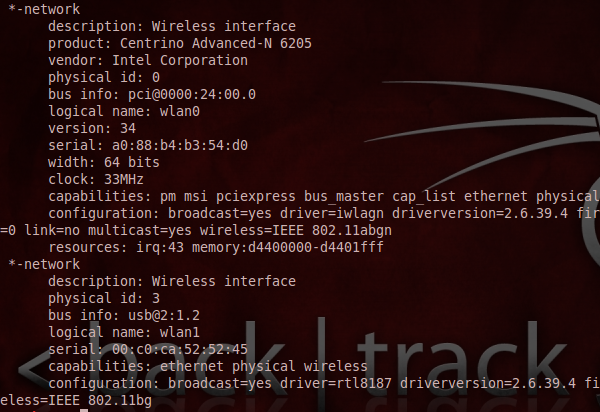 *-network
description: Wireless interface
product: Centrino Advanced-N 6205
vendor: Intel Corporation
physical id: 0
bus info: pci@0000:24:00.0
logical name: wlan0
version: 34
serial: a0:88:b4:b3:54:d0
width: 64 bits
clock: 33MHz
capabilities: pm msi pciexpress bus_master cap_list ethernet physical
configuration: broadcast=yes driver=iwlagn driverversion=2.6.39.4 fir
=0 link=no multicast=yes wireless=IEEE 802.11abgn
resources: irq:43 memory:d4400000-d4401fff
*-network
description: Wireless interface
physical id: 3
bus info: usb@2:1.2
logical name: wlan1
serial: 00:c0:ca:52:52:45
capabilities: ethernet physical wireless
configuration: broadcast=yes driver=rtl8187 driverversion=2.6.39.4 fi
eless=IEEE 802.11bg
<back|track